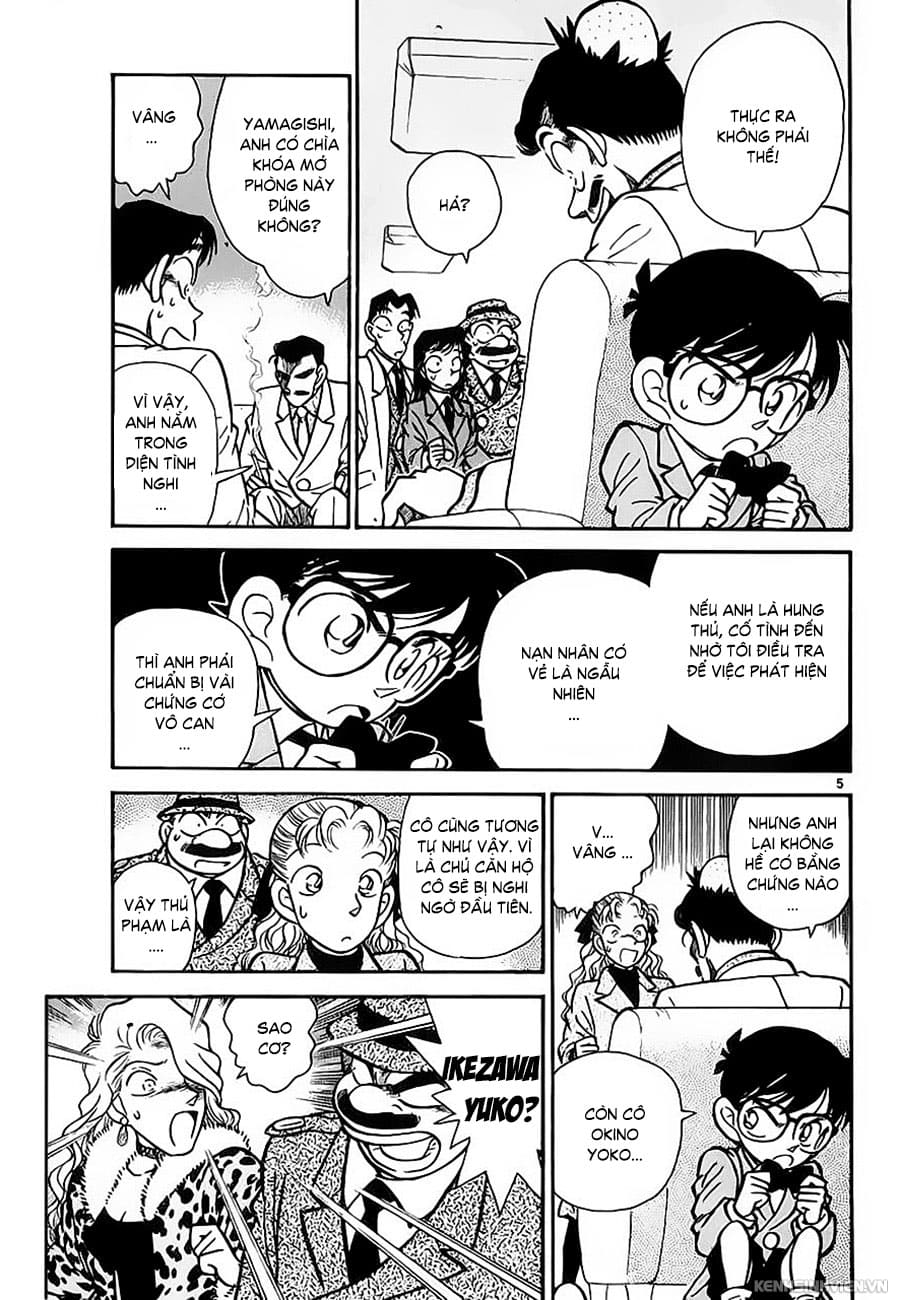 THỰC RA
KHÔNG PHẢI
THẾ!
HẢ?
YAMAGISHI,
ANH CÓ CHÌA
KHÓA MỞ
PHÒNG NÀY
ĐÚNG
KHÔNG?
VÂNG
...
VÌ VẬY,
ANH NẰM
TRONG
DIỆN TÌNH
NGHI
...
NẾU ANH LÀ HUNG
THỦ, CỐ TÌNH ĐẾN
NHỜ TÔI ĐIỀU TRA
ĐỂ VIỆC PHÁT HIỆN
NẠN NHÂN CÓ
VẺ LÀ NGẪU
NHIÊN
...
THÌ ANH PHẢI
CHUẨN BỊ VÀI
CHỨNG CỚ
VÔ CAN
...
5
NHƯNG ANH
LẠI KHÔNG
HỀ CÓ BẰNG
CHỨNG NÀO
...
V...
VÂNG ...
CÒN CÔ
OKINO
YOKO...
CÔ CŨNG TƯƠNG
TỰ NHƯ VẬY. VÌ
LÀ CHỦ CĂN HỘ
CÔ SẼ BỊ NGHI
NGỜ ĐẦU TIÊN.
VẬY THỦ
PHẠM LÀ
....
IKEZAWA
YUKO?
SAO
CƠ?
KENHSINHVIEN.VN